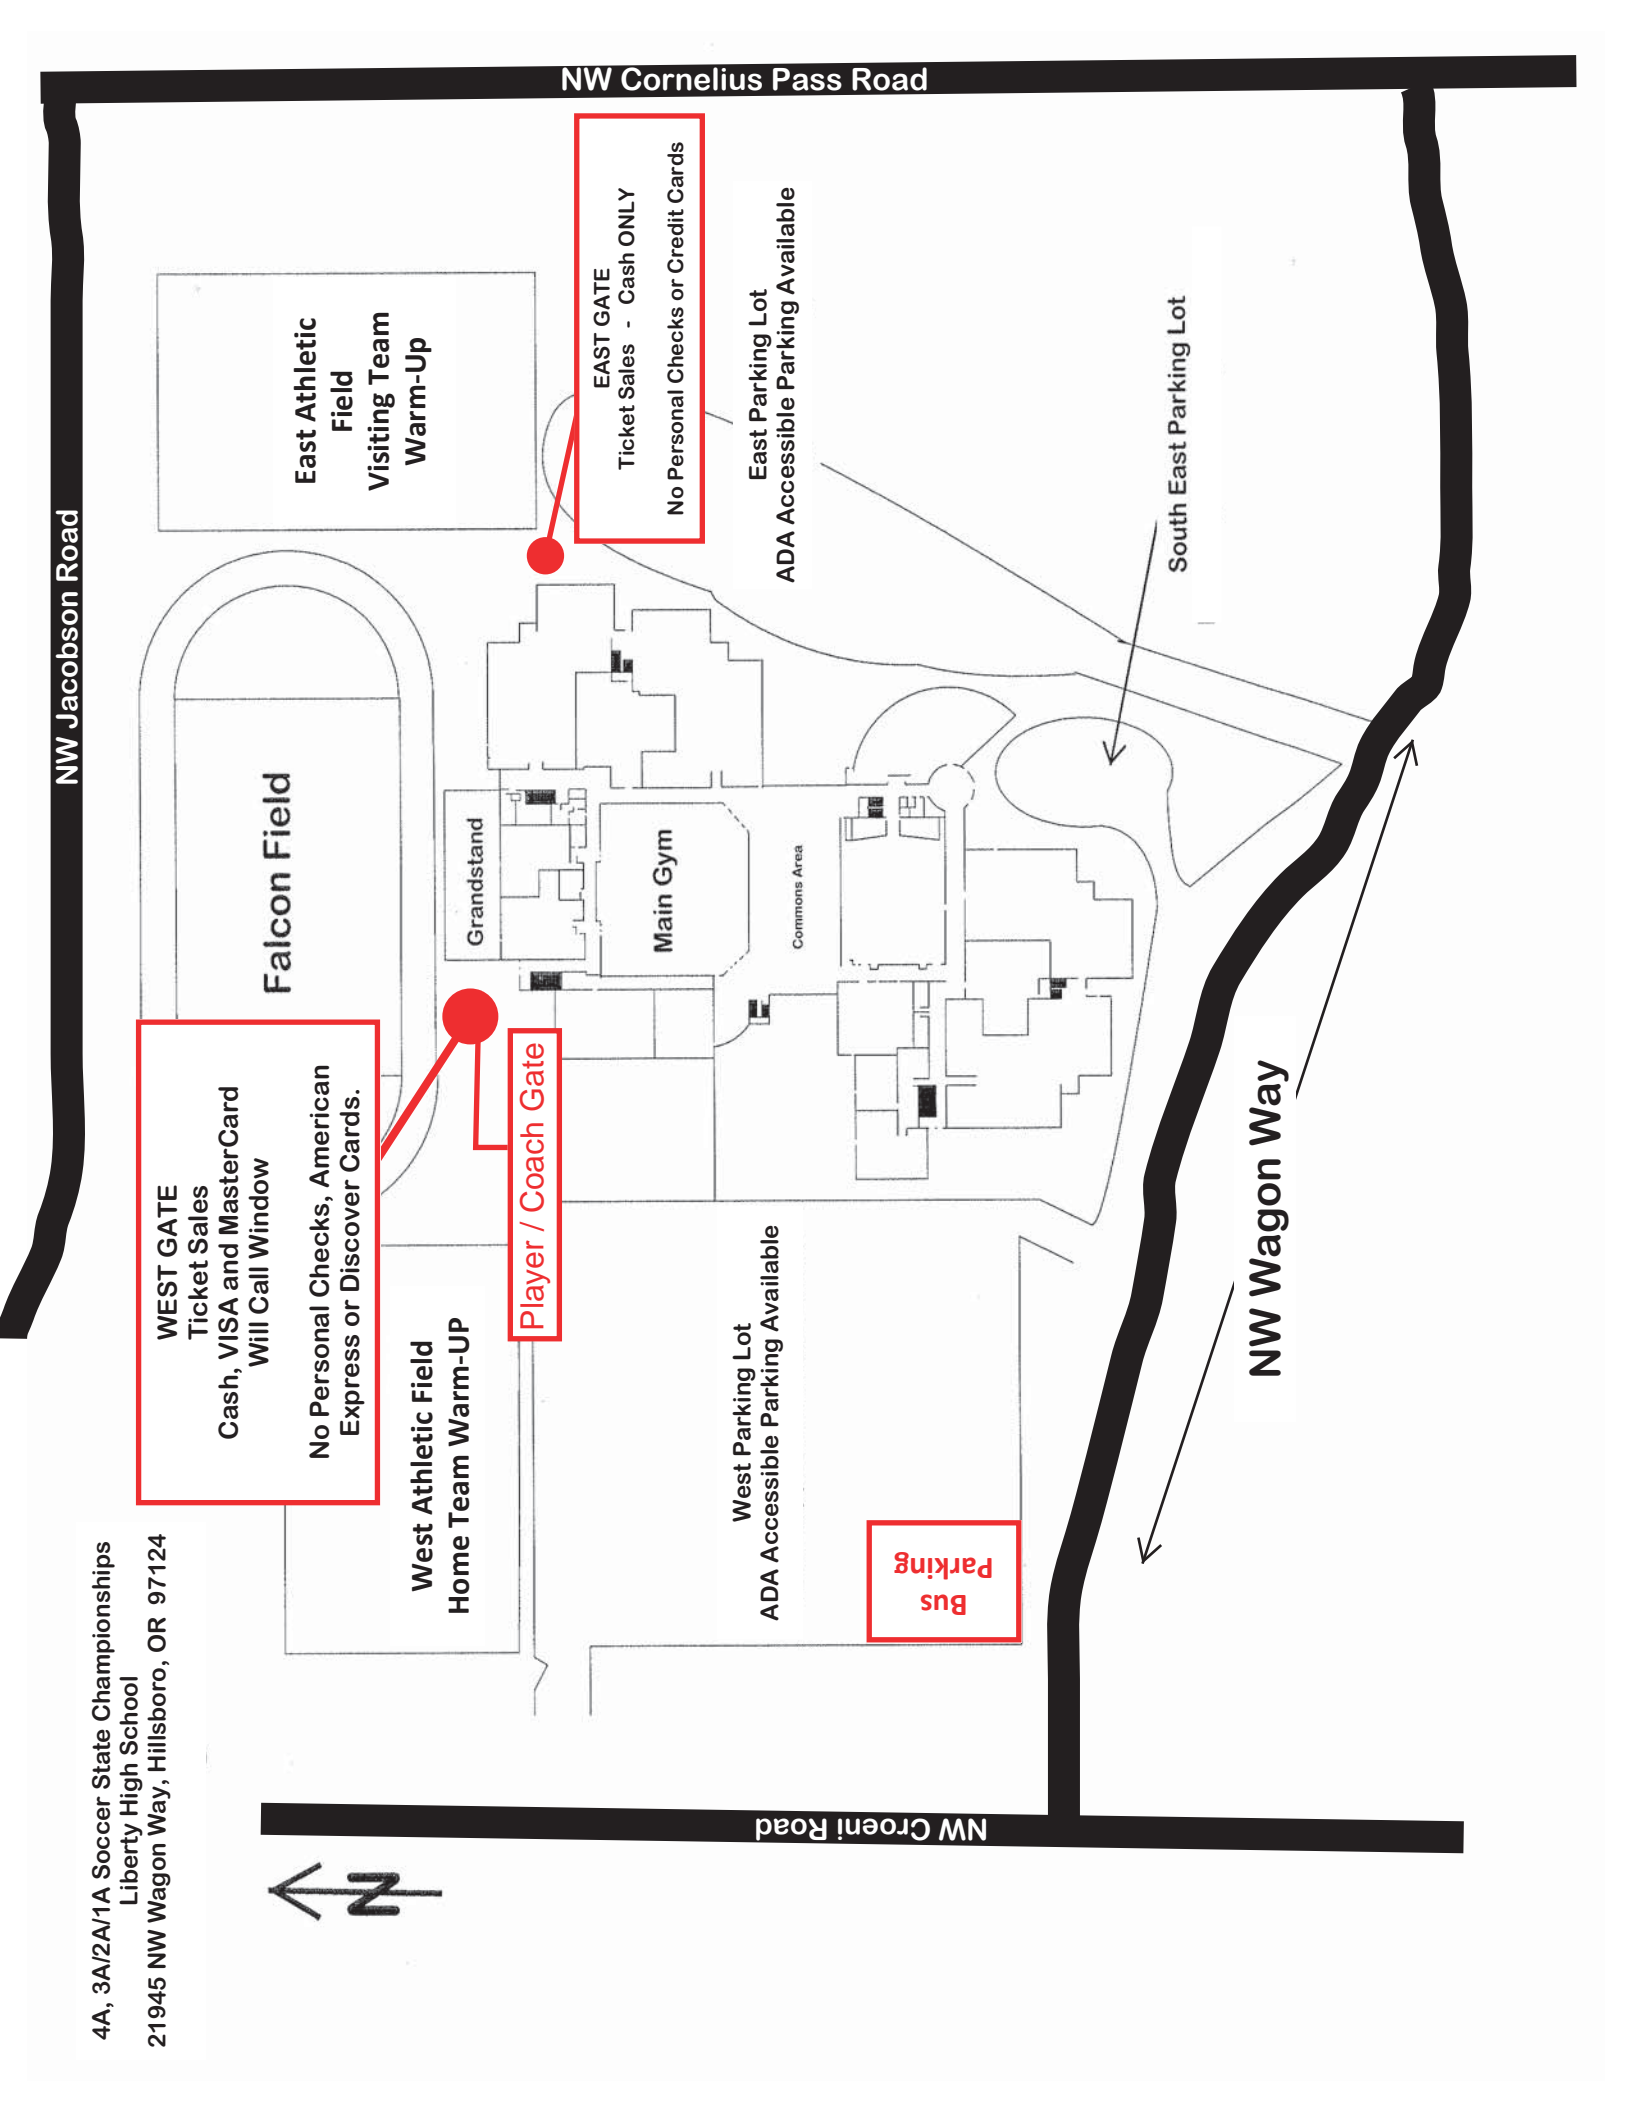 4A, 3A/2A/1A Soccer State Championships
Liberty High School
21945 NW Wagon Way, Hillsboro, OR 97124
NW Jacobson Road
WEST GATE
Ticket Sales
Cash, VISA and MasterCard
Will Call Window
No Personal Checks, American
Express or Discover Cards.
Falcon Field
East Athletic
Field
Visiting Team
Warm-Up
N
West Athletic Field
Home Team Warm-UP
Player / Coach Gate
Grandstand
Main Gym
Commons Area
EAST GATE
Ticket Sales - Cash ONLY
No Personal Checks or Credit Cards
West Parking Lot
ADA Accessible Parking Available
East Parking Lot
ADA Accessible Parking Available
Bus
Parking
South East Parking Lot
NW Wagon Way
NW Croeni Road
NW Cornelius Pass Road